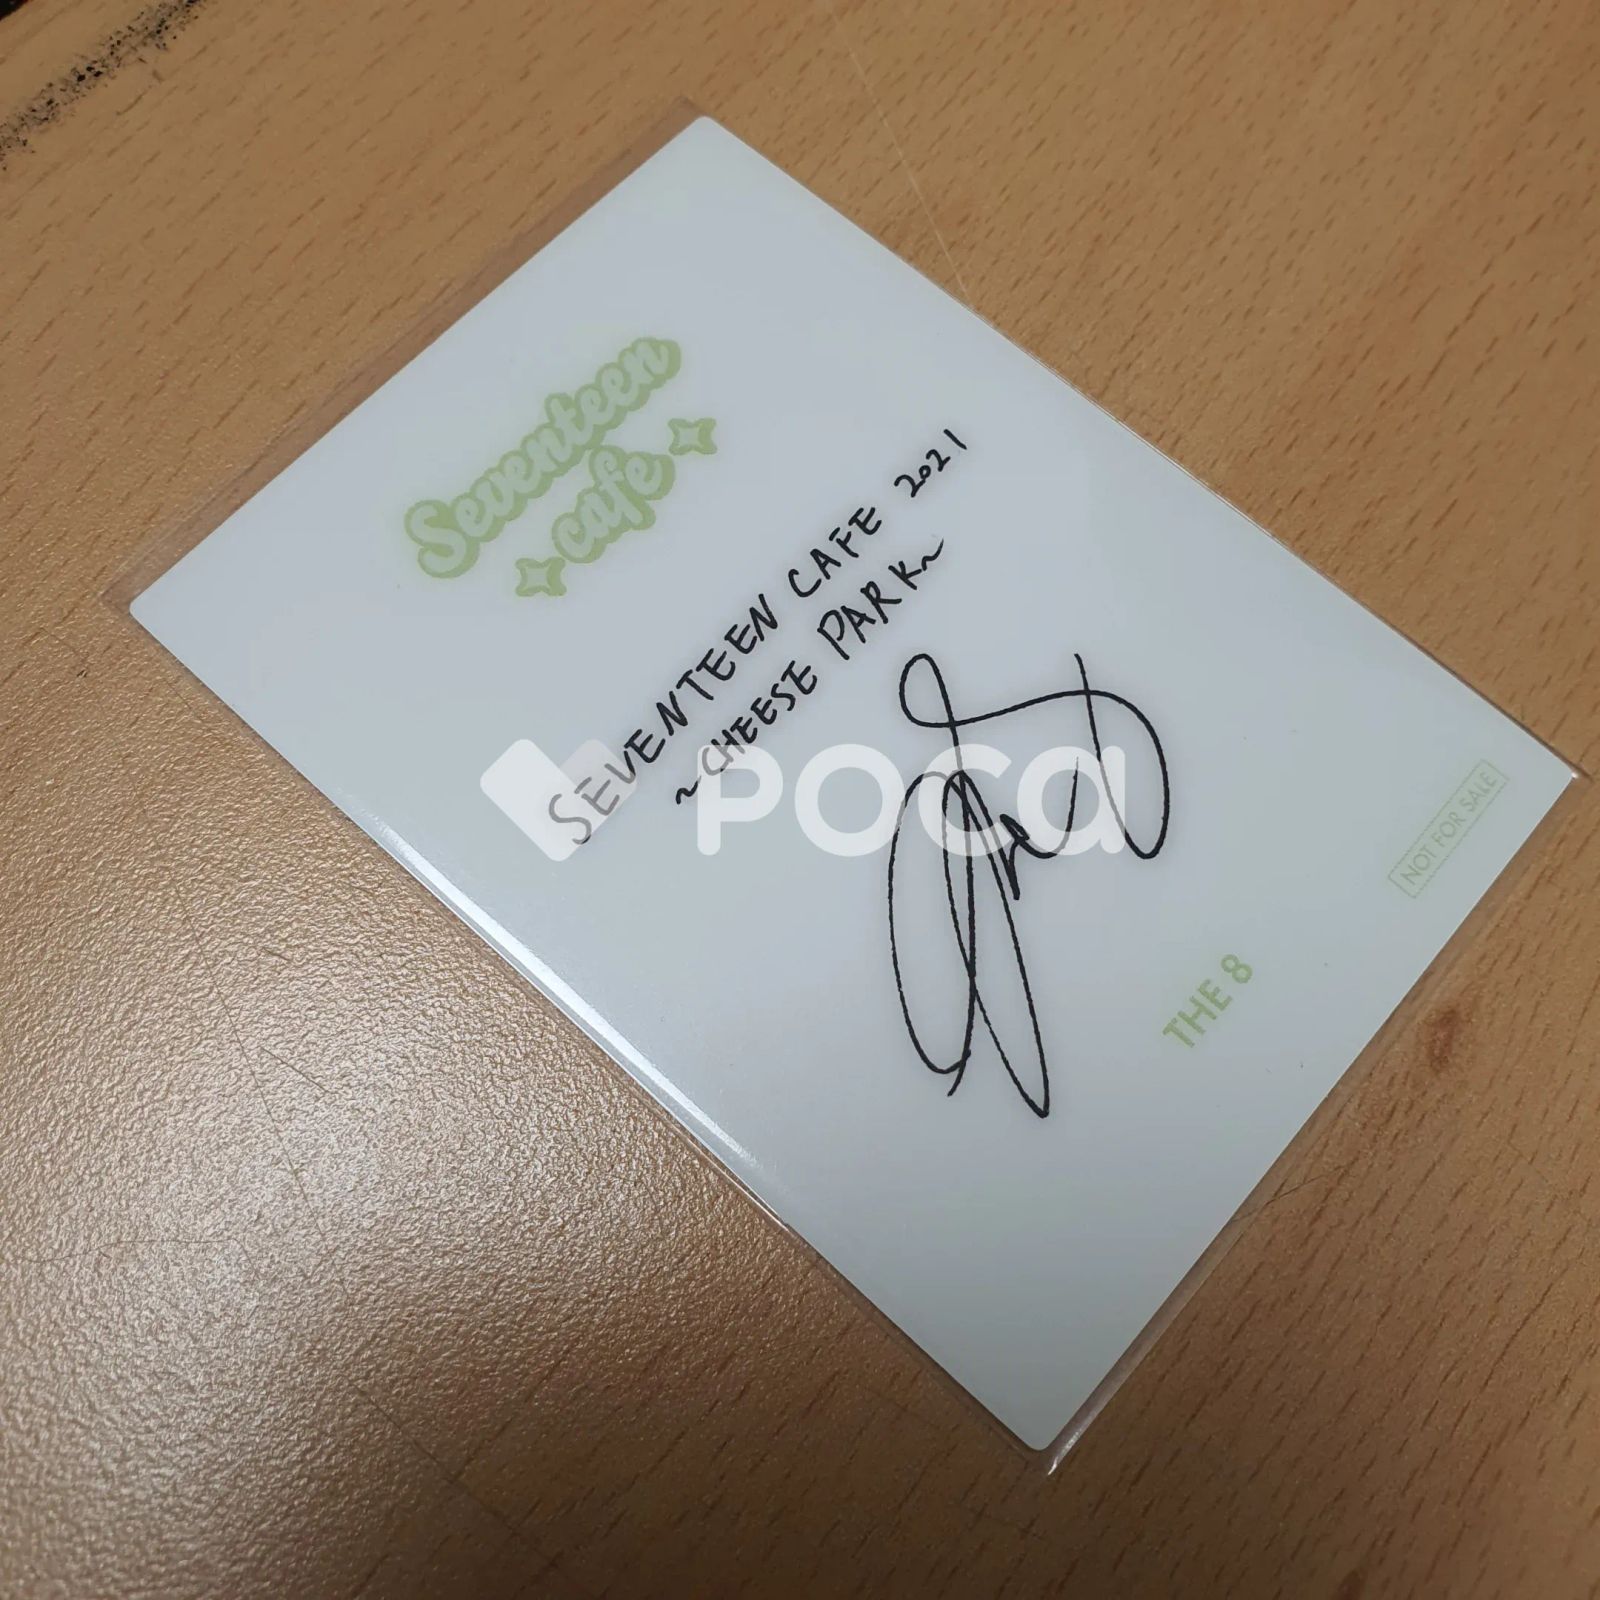 Seventeen
cafe
SEVENTEEN CAFE 2021
~CHEESE PARK~
POCA
THE 8
NOT FOR SALE